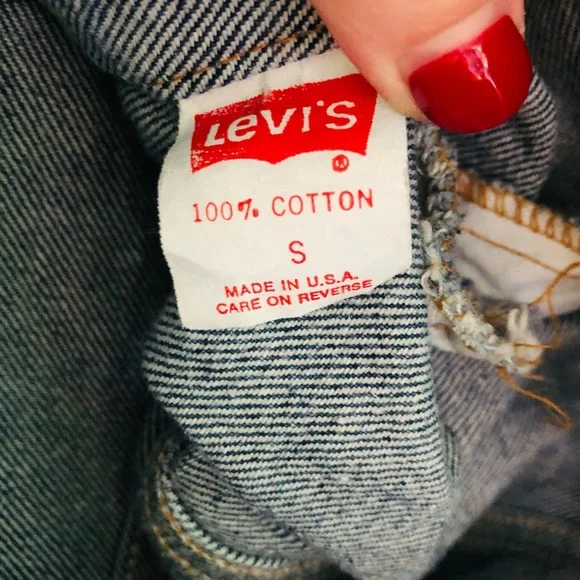 LeVI'S
®
100% COTTON
S
MADE IN U.S.A.
CARE ON REVERSE